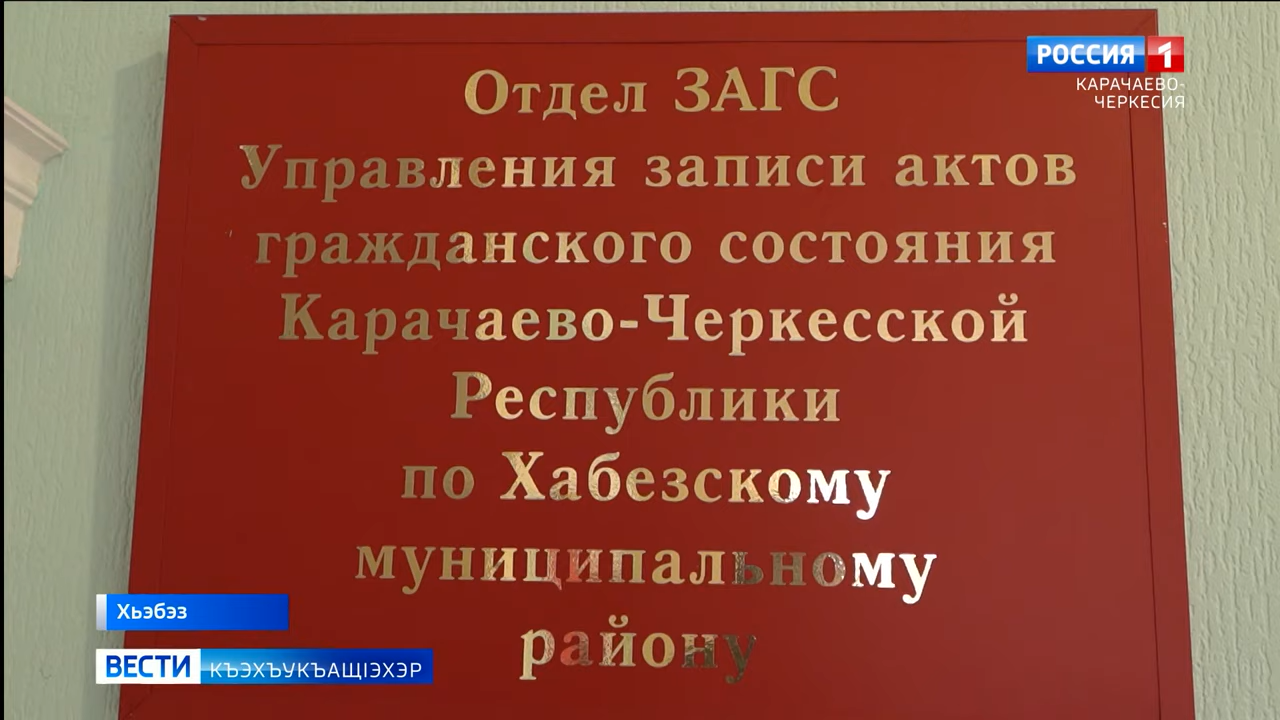 РОССИЯ 1
КАРАЧАЕВО-
ЧЕРКЕСИЯ
Отдел ЗАГС
Управления записи актов
гражданского состояния
Карачаево-Черкесской
Республики
по Хабезскому
муниципальному
району
Хьэбэз
ВЕСТИ КЪЭХЪУКЪАЩIЭХЭР